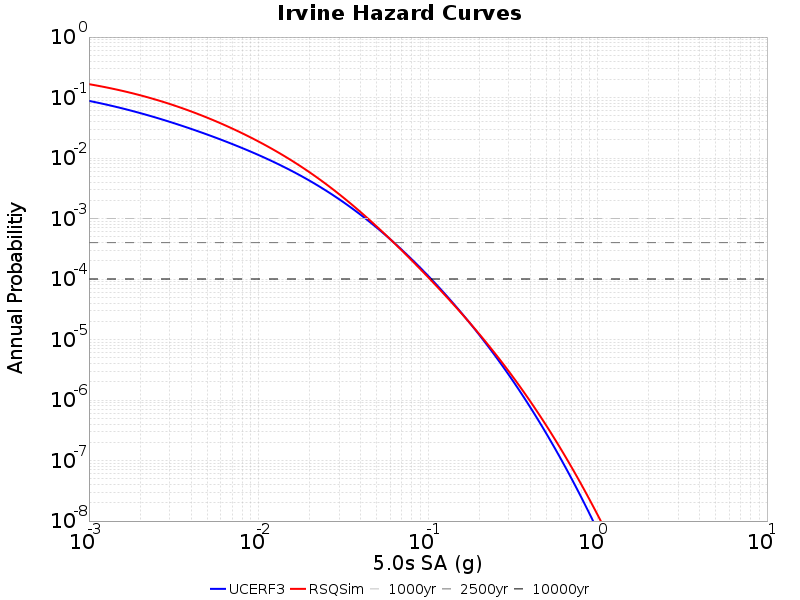 Irvine Hazard Curves
10^0
10^-1
10^-2
10^-3
10^-4
10^-5
10^-6
10^-7
10^-8
Annual Probabilitiy
10^-3 10^-2 10^-1 10^0 10^1
5.0s SA (g)
UCERF3 RSQSim 1000yr 2500yr 10000yr